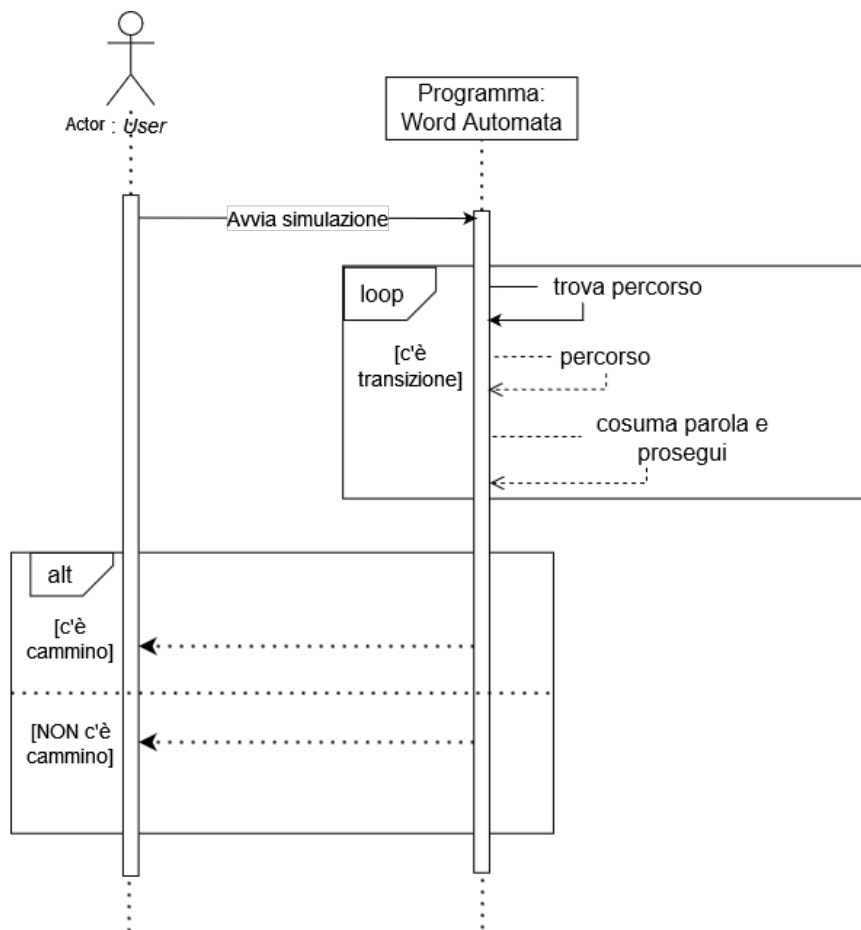 Actor : User
Programma:
Word Automata
Avvia simulazione
loop
trova percorso
[c'è
transizione]
percorso
cosuma parola e
prosegui
alt
[c'è
cammino]
[NON c'è
cammino]